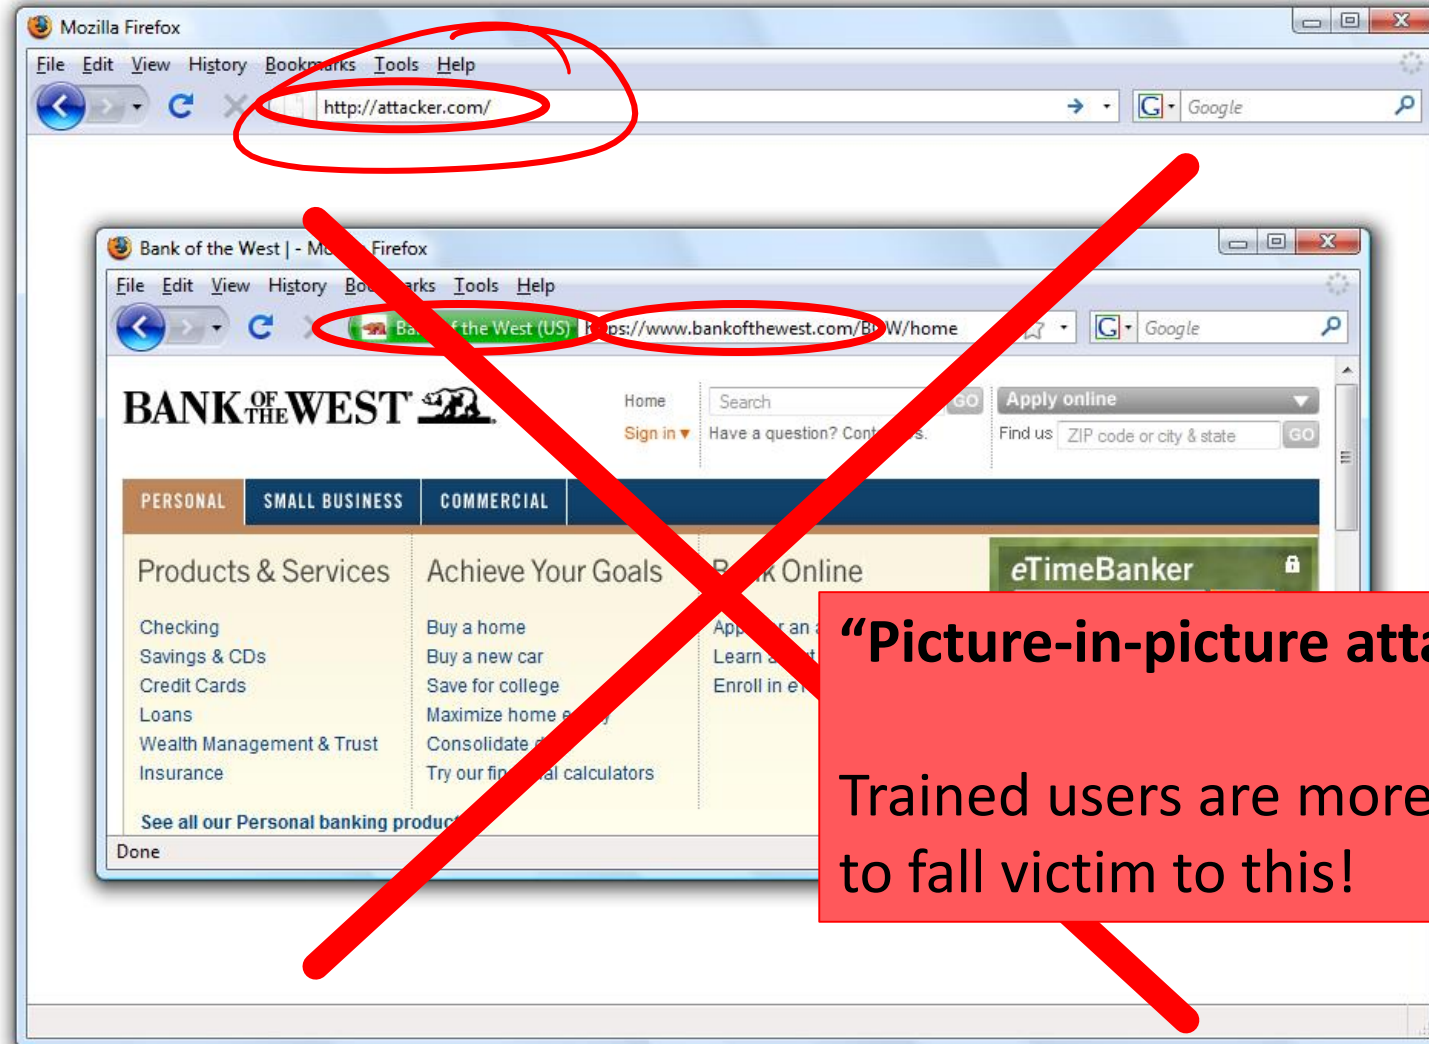 Mozilla Firefox
File Edit View History Bookmarks Tools Help
http://attacker.com/ Google
Bank of the West | - Firefox
File Edit View History Tools Help
of the West (US) https://www.bankofthewest.com/ /home Google
BANK OF THE WEST
Home Search GO Apply online
Sign in Have a question? Find us ZIP code or city & state GO
PERSONAL SMALL BUSINESS COMMERCIAL
Products & Services Achieve Your Goals Bank Online eTimeBanker
Checking Buy a home an
Savings & CDs Buy a new car Learn
Credit Cards Save for college Enroll in
Loans Maximize home
Wealth Management & Trust Consolidate
Insurance Try our calculators
See all our Personal banking
Done
“Picture-in-picture atta
Trained users are more
to fall victim to this!